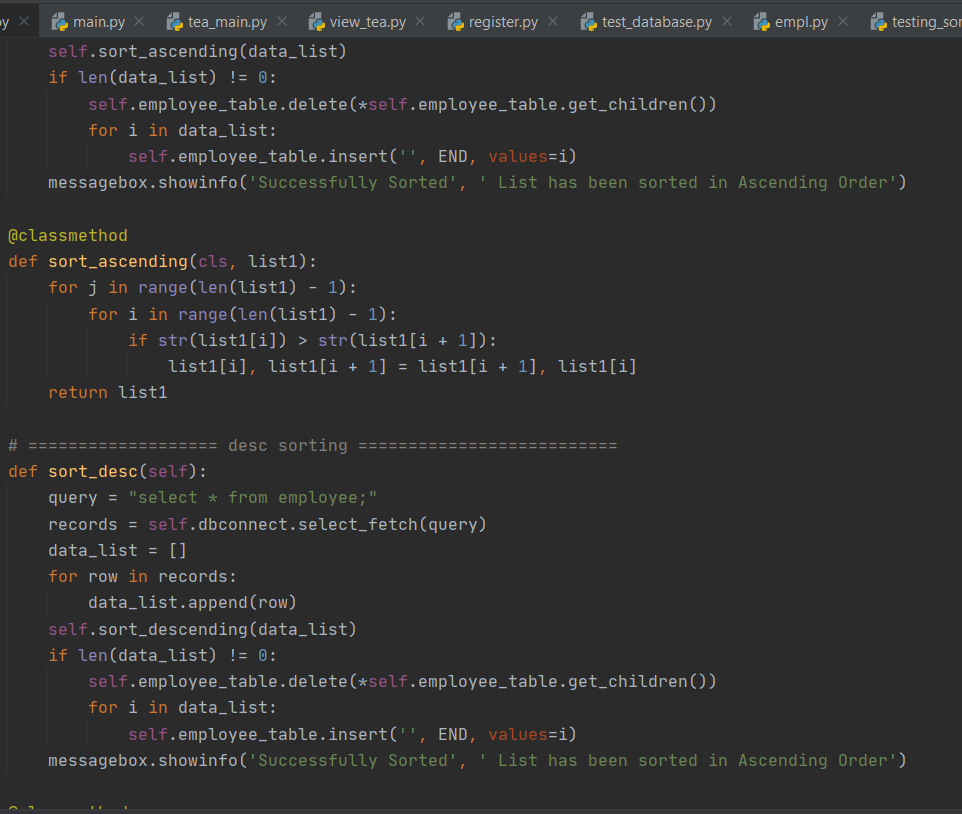 py main.py tea_main.py view_tea.py register.py test_database.py empl.py testing_sor
self.sort_ascending(data_list)
if len(data_list) != 0:
self.employee_table.delete(*self.employee_table.get_children())
for i in data_list:
self.employee_table.insert('', END, values=i)
messagebox.showinfo('Successfully Sorted', ' List has been sorted in Ascending Order')
@classmethod
def sort_ascending(cls, list1):
for j in range(len(list1) - 1):
for i in range(len(list1) - 1):
if str(list1[i]) > str(list1[i + 1]):
list1[i], list1[i + 1] = list1[i + 1], list1[i]
return list1
# =================== desc sorting ==========================
def sort_desc(self):
query = "select * from employee;"
records = self.dbconnect.select_fetch(query)
data_list = []
for row in records:
data_list.append(row)
self.sort_descending(data_list)
if len(data_list) != 0:
self.employee_table.delete(*self.employee_table.get_children())
for i in data_list:
self.employee_table.insert('', END, values=i)
messagebox.showinfo('Successfully Sorted', ' List has been sorted in Ascending Order')